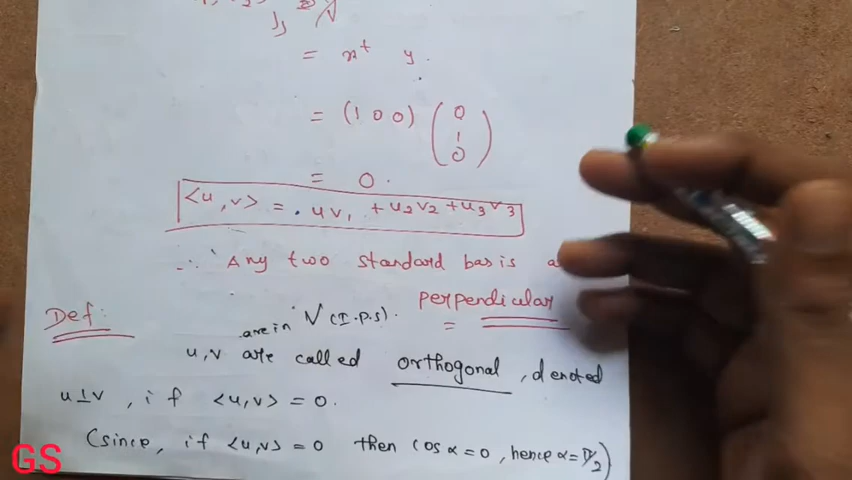 = x⁺ y.
= (1 0 0) (0 1 0)
= 0.
<u,v> = . uv₁ + u₂v₂ + u₃v₃
∴ Any two standard basis a
perpendicular
=
Def:
are in V(I.p.s).
u,v are called orthogonal, denoted
u⊥v, if <u,v> = 0.
(since, if <u,v> = 0 then cos α = 0, hence α = π/2)
GS